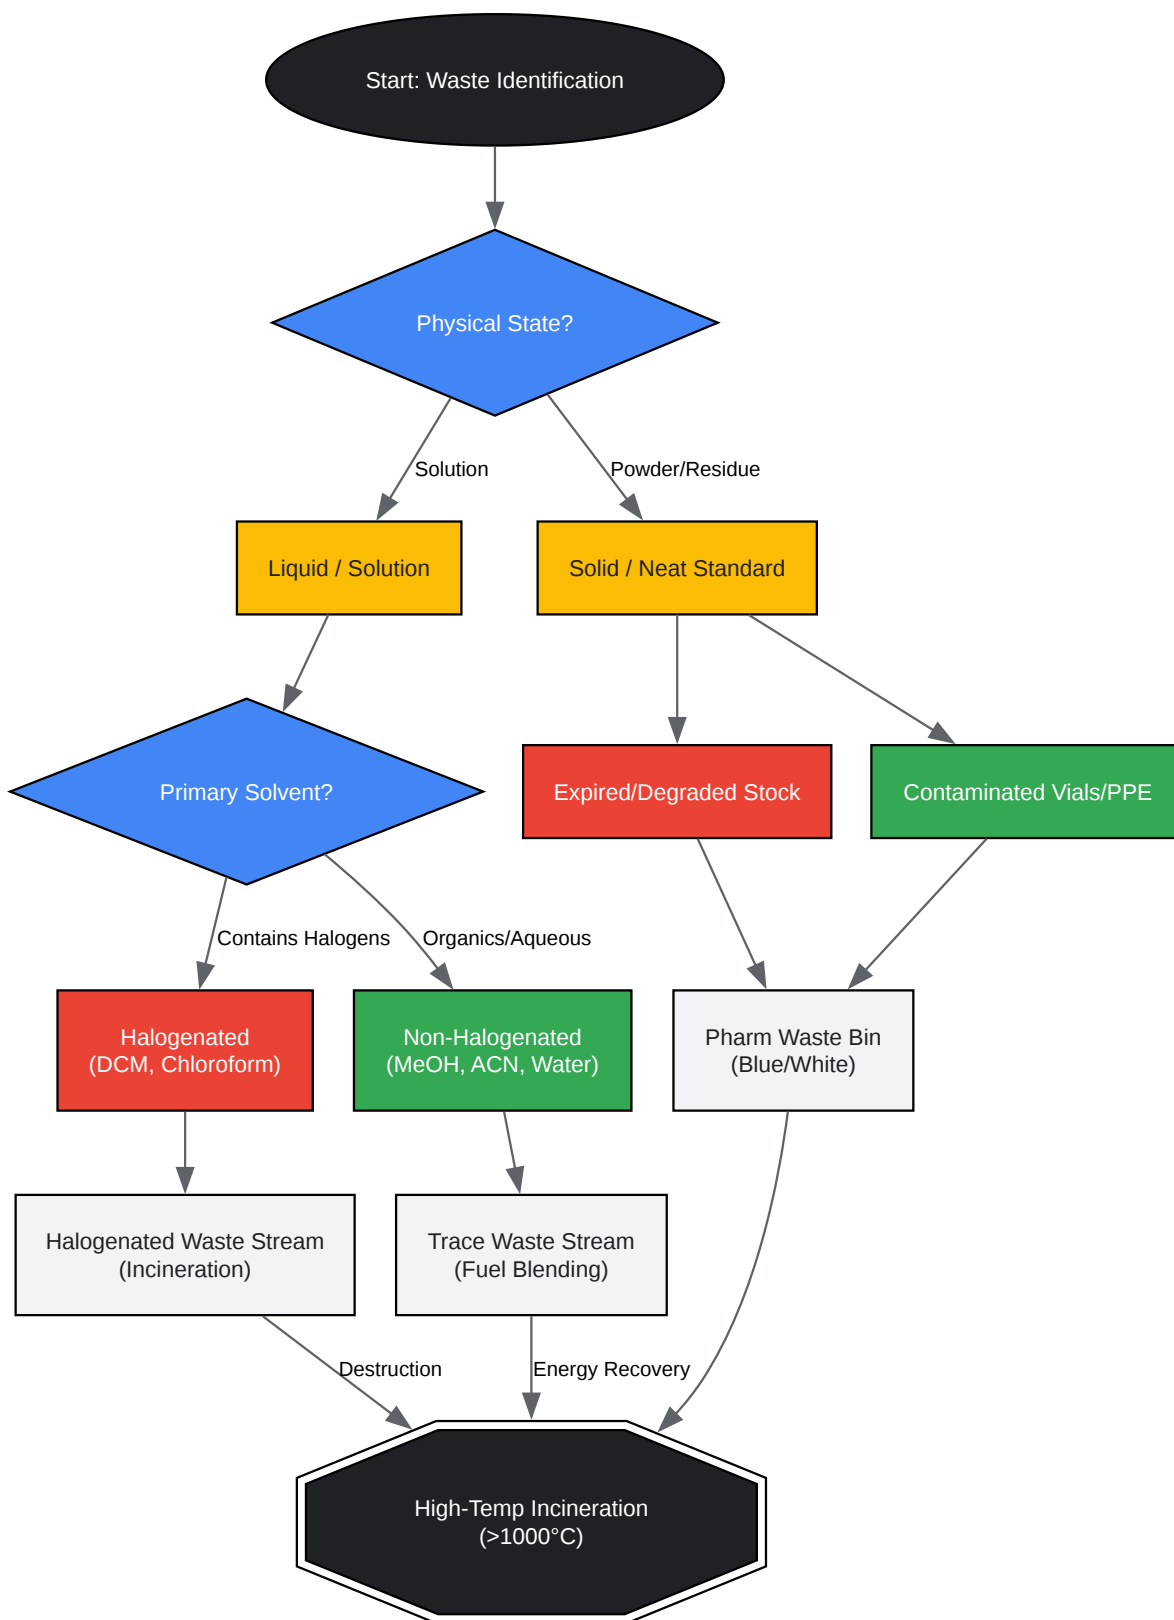 Start: Waste Identification
Physical State?
Solution
Powder/Residue
Liquid / Solution
Solid / Neat Standard
Primary Solvent?
Expired/Degraded Stock
Contaminated Vials/PPE
Contains Halogens
Organics/Aqueous
Halogenated
(DCM, Chloroform)
Non-Halogenated
(MeOH, ACN, Water)
Pharm Waste Bin
(Blue/White)
Halogenated Waste Stream
(Incineration)
Trace Waste Stream
(Fuel Blending)
Destruction
Energy Recovery
High-Temp Incineration
(>1000°C)